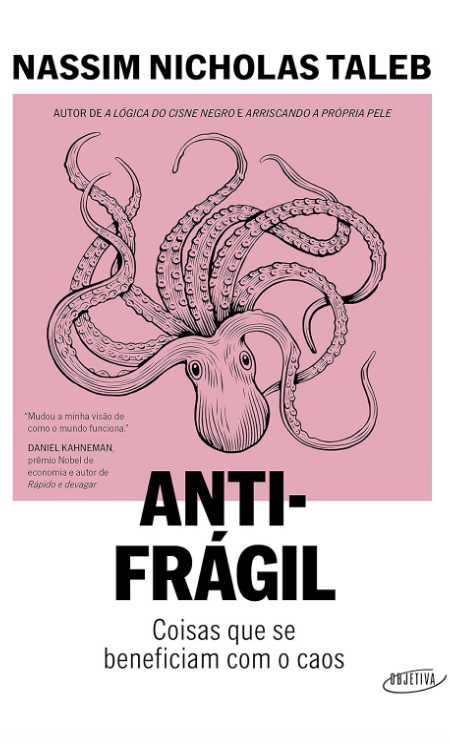 NASSIM NICHOLAS TALEB
AUTOR DE A LÓGICA DO CISNE NEGRO E ARRISCANDO A PRÓPRIA PELE
“Mudou a minha visão de
como o mundo funciona.”
DANIEL KAHNEMAN,
prêmio Nobel de
economia e autor de
Rápido e devagar
ANTI-
FRÁGIL
Coisas que se
beneficiam com o caos
OBJETIVA